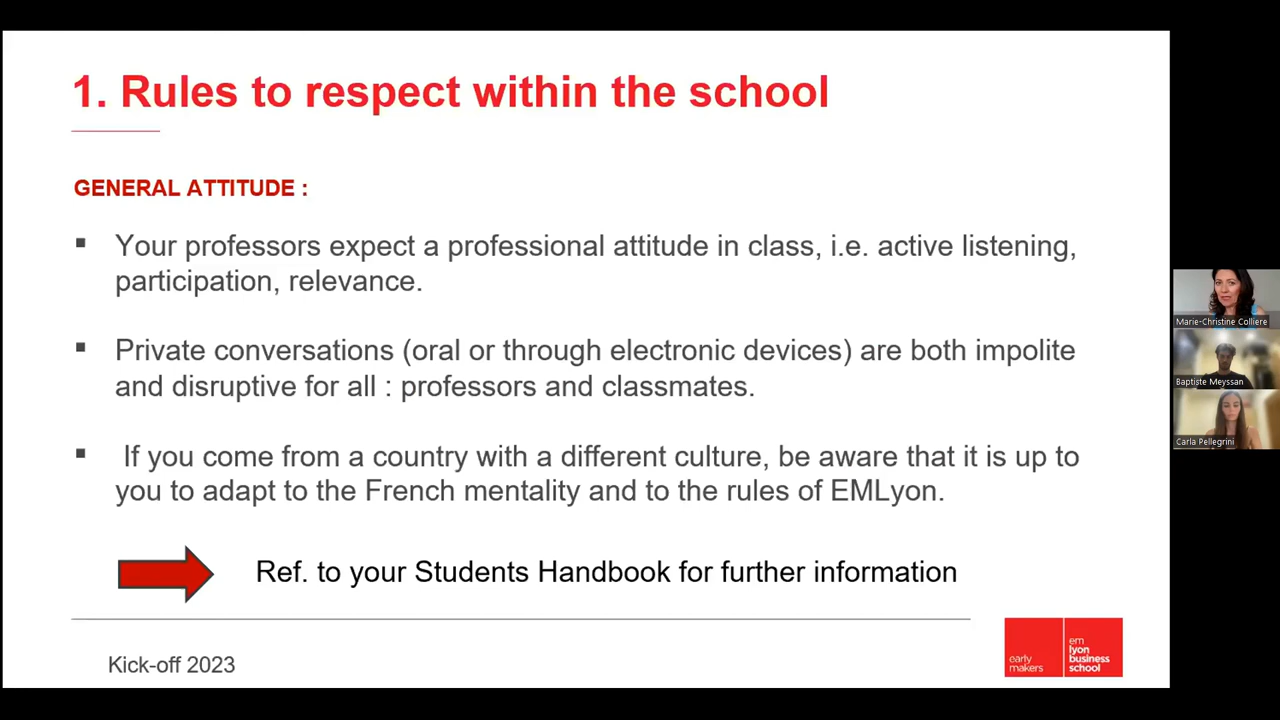 1. Rules to respect within the school
GENERAL ATTITUDE :
Your professors expect a professional attitude in class, i.e. active listening,
participation, relevance.
Private conversations (oral or through electronic devices) are both impolite
and disruptive for all : professors and classmates.
If you come from a country with a different culture, be aware that it is up to
you to adapt to the French mentality and to the rules of EMLyon.
Ref. to your Students Handbook for further information
Kick-off 2023
early
makers
em
lyon
business
school
Marie-Christine Colliere
Baptiste Meyssan
Carla Pellegrini